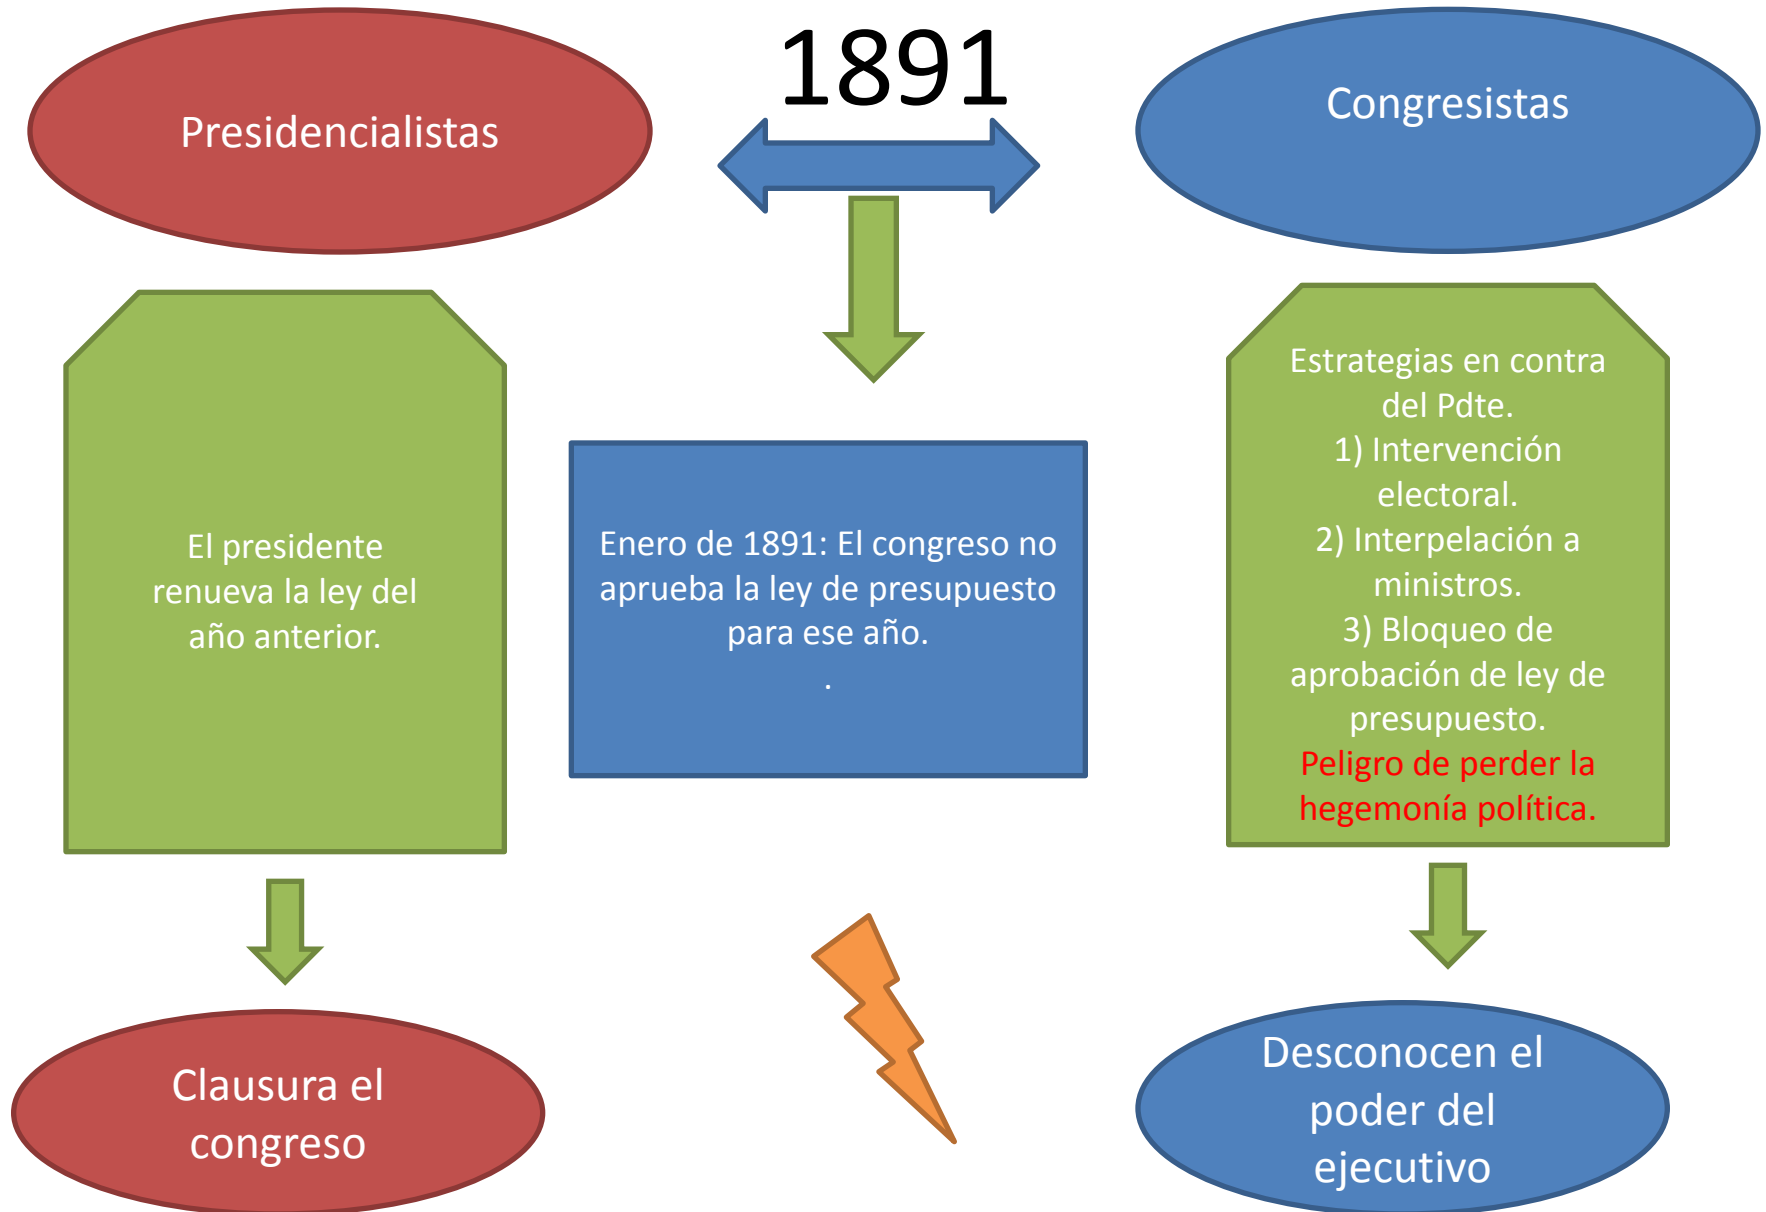 1891
Presidencialistas
Congresistas
El presidente
renueva la ley del
año anterior.
Enero de 1891: El congreso no
aprueba la ley de presupuesto
para ese año.
.
Estrategias en contra
del Pdte.
1) Intervención
electoral.
2) Interpelación a
ministros.
3) Bloqueo de
aprobación de ley de
presupuesto.
Peligro de perder la
hegemonía política.
Clausura el
congreso
Desconocen el
poder del
ejecutivo